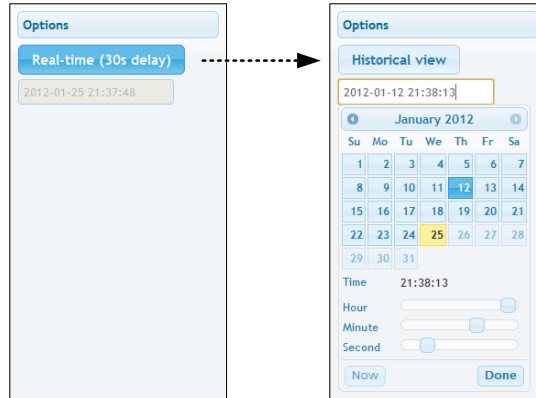 Options
Real-time (30s delay)
2012-01-25 21:37:48
Options
Historical view
2012-01-12 21:38:13
January 2012
Su Mo Tu We Th Fr Sa
1 2 3 4 5 6 7
8 9 10 11 12 13 14
15 16 17 18 19 20 21
22 23 24 25 26 27 28
29 30 31
Time 21:38:13
Hour
Minute
Second
Now Done